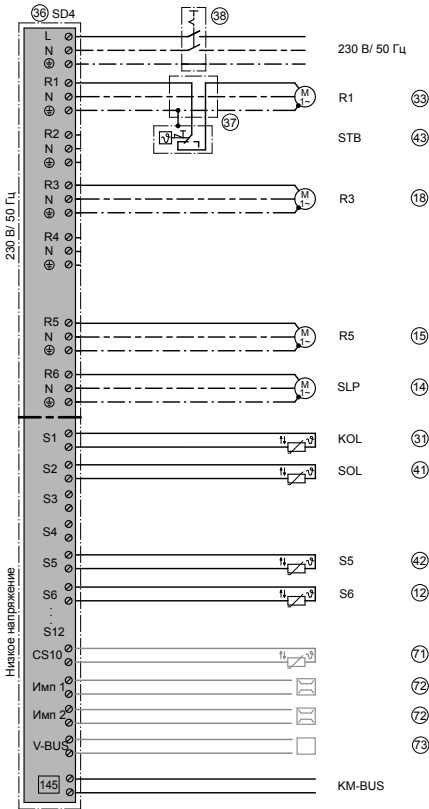 36 SD4 38
L
N 230 В/ 50 Гц
R1
N M 1~ R1 33
37
R2 STB 43
N
R3
N M 1~ R3 18
230 В/ 50 Гц
R4
N
R5
N M 1~ R5 15
R6
N M 1~ SLP 14
S1 KOL 31
S2 SOL 41
S3
S4
S5 S5 42
S6 S6 12
Низкое напряжение
S12
CS10 71
Имп 1 72
Имп 2 72
V-BUS 73
145 KM-BUS